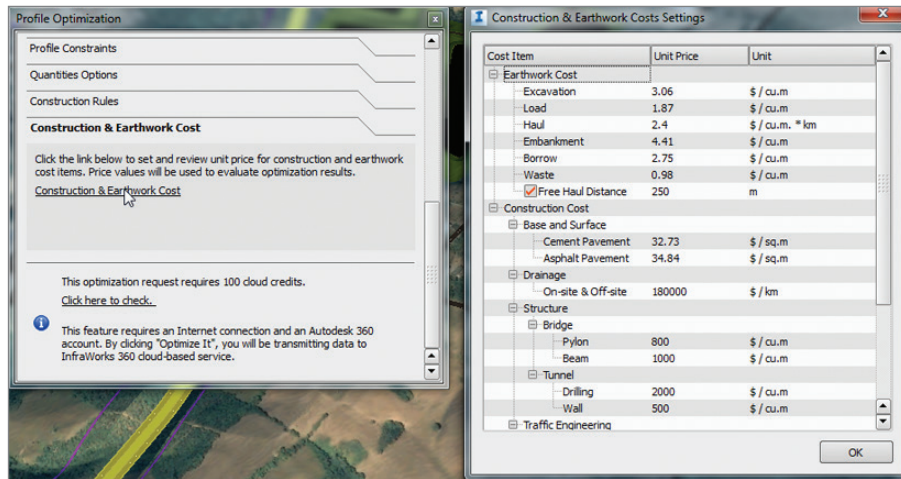 Profile Optimization
Profile Constraints
Quantities Options
Construction Rules
Construction & Earthwork Cost
Click the link below to set and review unit price for construction and earthwork
cost items. Price values will be used to evaluate optimization results.
Construction & Earthwork Cost
This optimization request requires 100 cloud credits.
Click here to check.
This feature requires an Internet connection and an Autodesk 360
account. By clicking "Optimize It", you will be transmitting data to
InfraWorks 360 cloud-based service.
Construction & Earthwork Costs Settings
Cost Item Unit Price Unit
Earthwork Cost
Excavation 3.06 $ / cu.m
Load 1.87 $ / cu.m
Haul 2.4 $ / cu.m. * km
Embankment 4.41 $ / cu.m
Borrow 2.75 $ / cu.m
Waste 0.98 $ / cu.m
Free Haul Distance 250 m
Construction Cost
Base and Surface
Cement Pavement 32.73 $ / sq.m
Asphalt Pavement 34.84 $ / sq.m
Drainage
On-site & Off-site 180000 $ / km
Structure
Bridge
Pylon 800 $ / cu.m
Beam 1000 $ / cu.m
Tunnel
Drilling 2000 $ / cu.m
Wall 500 $ / cu.m
Traffic Engineering
OK